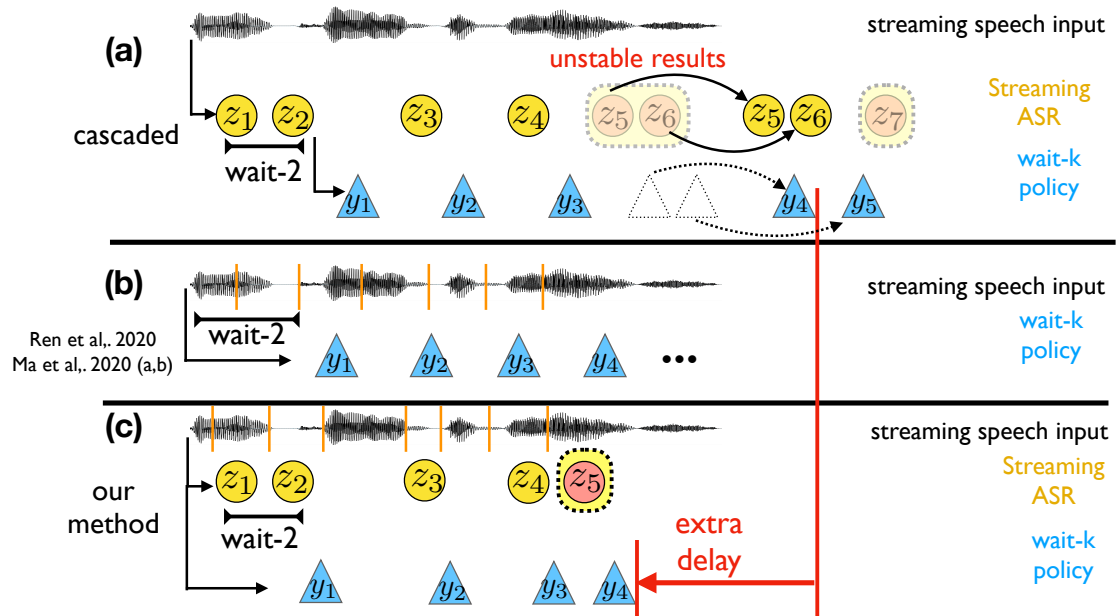 streaming speech input
(a)
unstable results
z1 z2 z3 z4 z5 z6 z5 z6 z7
Streaming
ASR
cascaded
wait-2
wait-k
policy
y1 y2 y3 y4 y5
(b)
streaming speech input
wait-2
wait-k
policy
Ren et al,. 2020
Ma et al,. 2020 (a,b)
y1 y2 y3 y4 •••
(c)
streaming speech input
z1 z2 z3 z4 z5
Streaming
ASR
our
method
wait-2
extra
delay
wait-k
policy
y1 y2 y3 y4